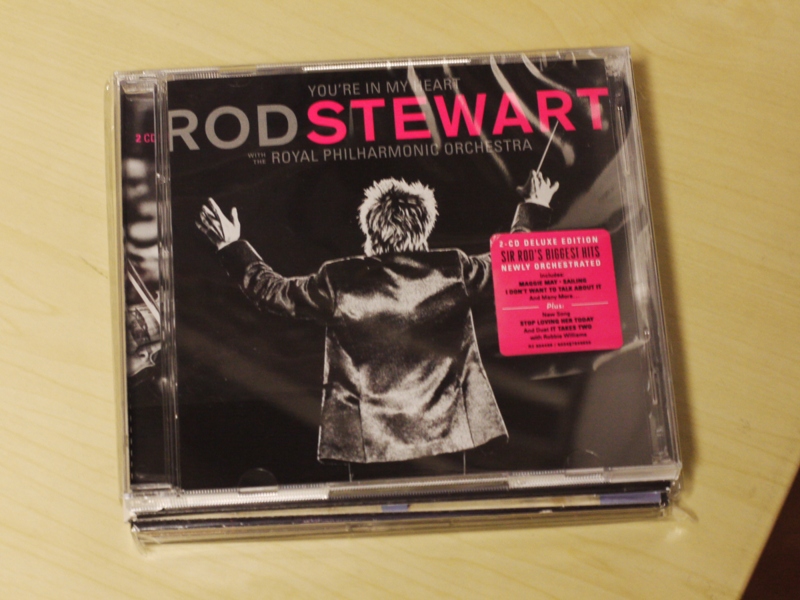 YOU'RE IN MY HEART
2 CD
ROD STEWART
WITH THE ROYAL PHILHARMONIC ORCHESTRA
2-CD DELUXE EDITION
SIR ROD'S BIGGEST HITS
NEWLY ORCHESTRATED
Includes
MAGGIE MAY • SAILING
I DON'T WANT TO TALK ABOUT IT
And Many More...
Plus:
New Song
STOP LOVING HER TODAY
And Duet IT TAKES TWO
with Robbie Williams